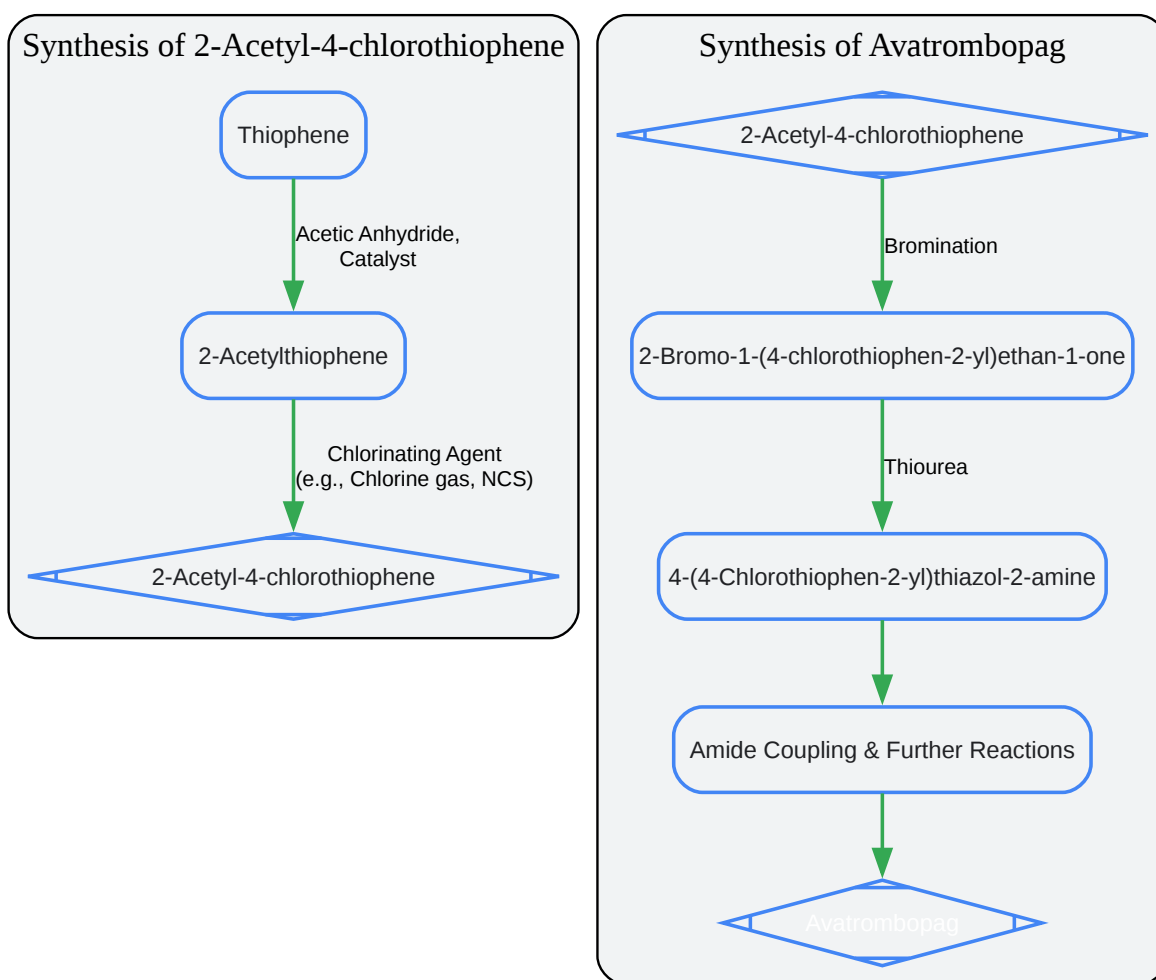 Synthesis of 2-Acetyl-4-chlorothiophene
Thiophene
Acetic Anhydride,
Catalyst
2-Acetylthiophene
Chlorinating Agent
(e.g., Chlorine gas, NCS)
2-Acetyl-4-chlorothiophene
Synthesis of Avatrombopag
2-Acetyl-4-chlorothiophene
Bromination
2-Bromo-1-(4-chlorothiophen-2-yl)ethan-1-one
Thiourea
4-(4-Chlorothiophen-2-yl)thiazol-2-amine
Amide Coupling & Further Reactions
Avatrombopag